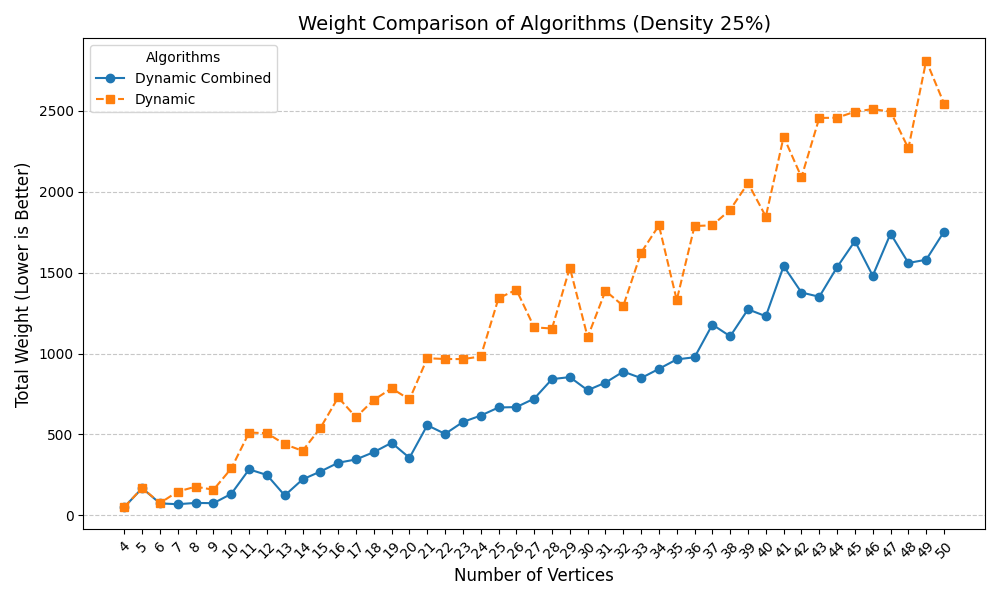 Weight Comparison of Algorithms (Density 25%)
Algorithms
Dynamic Combined
Dynamic
Total Weight (Lower is Better)
2500
2000
1500
1000
500
0
4 5 6 7 8 9 10 11 12 13 14 15 16 17 18 19 20 21 22 23 24 25 26 27 28 29 30 31 32 33 34 35 36 37 38 39 40 41 42 43 44 45 46 47 48 49 50
Number of Vertices